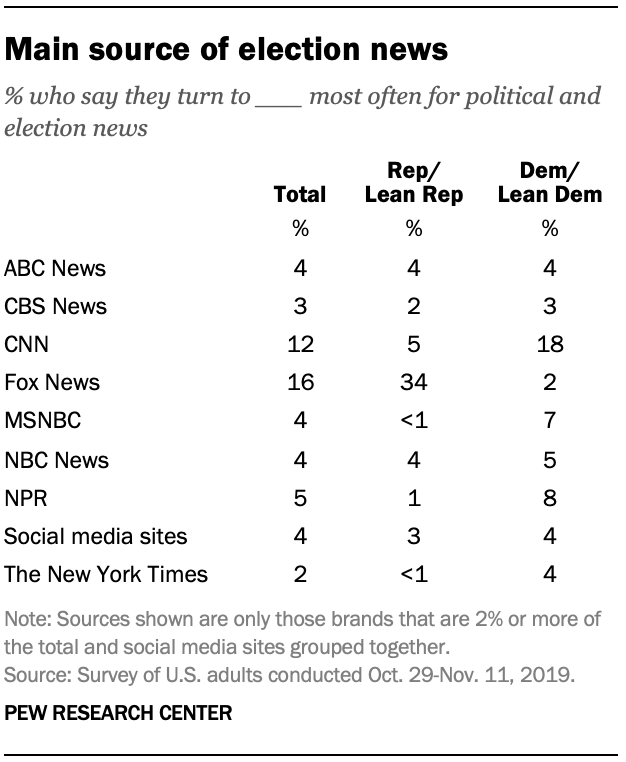 Main source of election news
% who say they turn to ___ most often for political and
election news
Total Rep/ Lean Rep Dem/ Lean Dem
% % %
ABC News 4 4 4
CBS News 3 2 3
CNN 12 5 18
Fox News 16 34 2
MSNBC 4 <1 7
NBC News 4 4 5
NPR 5 1 8
Social media sites 4 3 4
The New York Times 2 <1 4
Note: Sources shown are only those brands that are 2% or more of
the total and social media sites grouped together.
Source: Survey of U.S. adults conducted Oct. 29-Nov. 11, 2019.
PEW RESEARCH CENTER